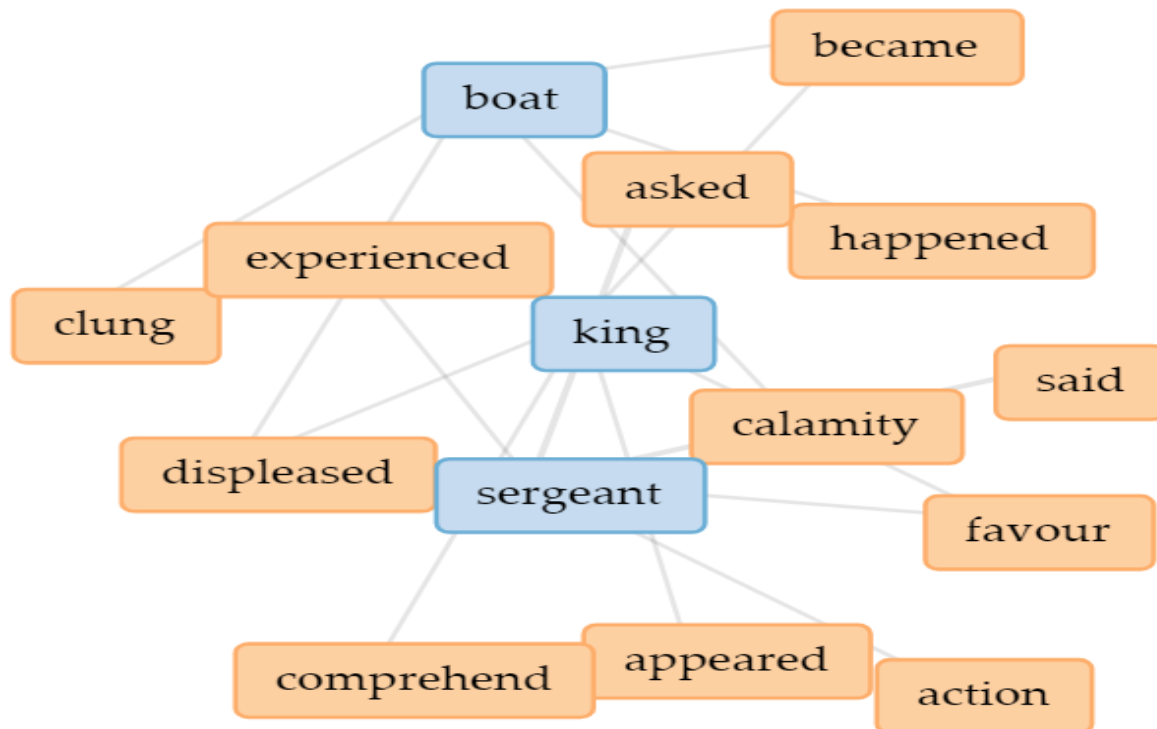 became
boat
asked
happened
experienced
clung
king
said
calamity
displeased
sergeant
favour
comprehend
appeared
action